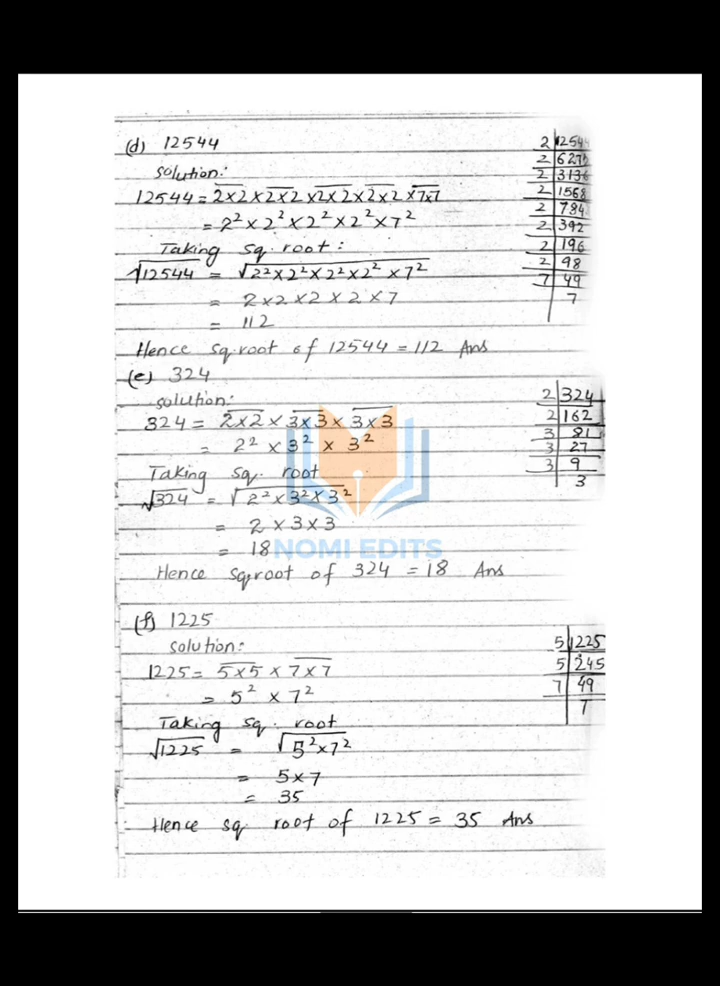 (d) 12544
solution:
12544 = 2×2×2×2×2×2×2×2×7×7
= 2²×2²×2²×2²×7²
Taking sq. root:
√12544 = √2²×2²×2²×2²×7²
= 2×2×2×2×7
= 112
Hence sq.root of 12544 = 112 Ans
2 | 12544
2 | 6272
2 | 3136
2 | 1568
2 | 784
2 | 392
2 | 196
2 | 98
7 | 49
7
(e) 324
solution:
324 = 2×2 × 3×3 × 3×3
= 2² × 3² × 3²
Taking sq. root
√324 = √2²×3²×3²
= 2 × 3 × 3
= 18
Hence sq.root of 324 = 18 Ans
2 | 324
2 | 162
3 | 81
3 | 27
3 | 9
3
NOMI EDITS
(f) 1225
solution:
1225 = 5×5 × 7×7
= 5² × 7²
Taking sq. root
√1225 = √5²×7²
= 5×7
= 35
Hence sq root of 1225 = 35 Ans
5 | 1225
5 | 245
7 | 49
7